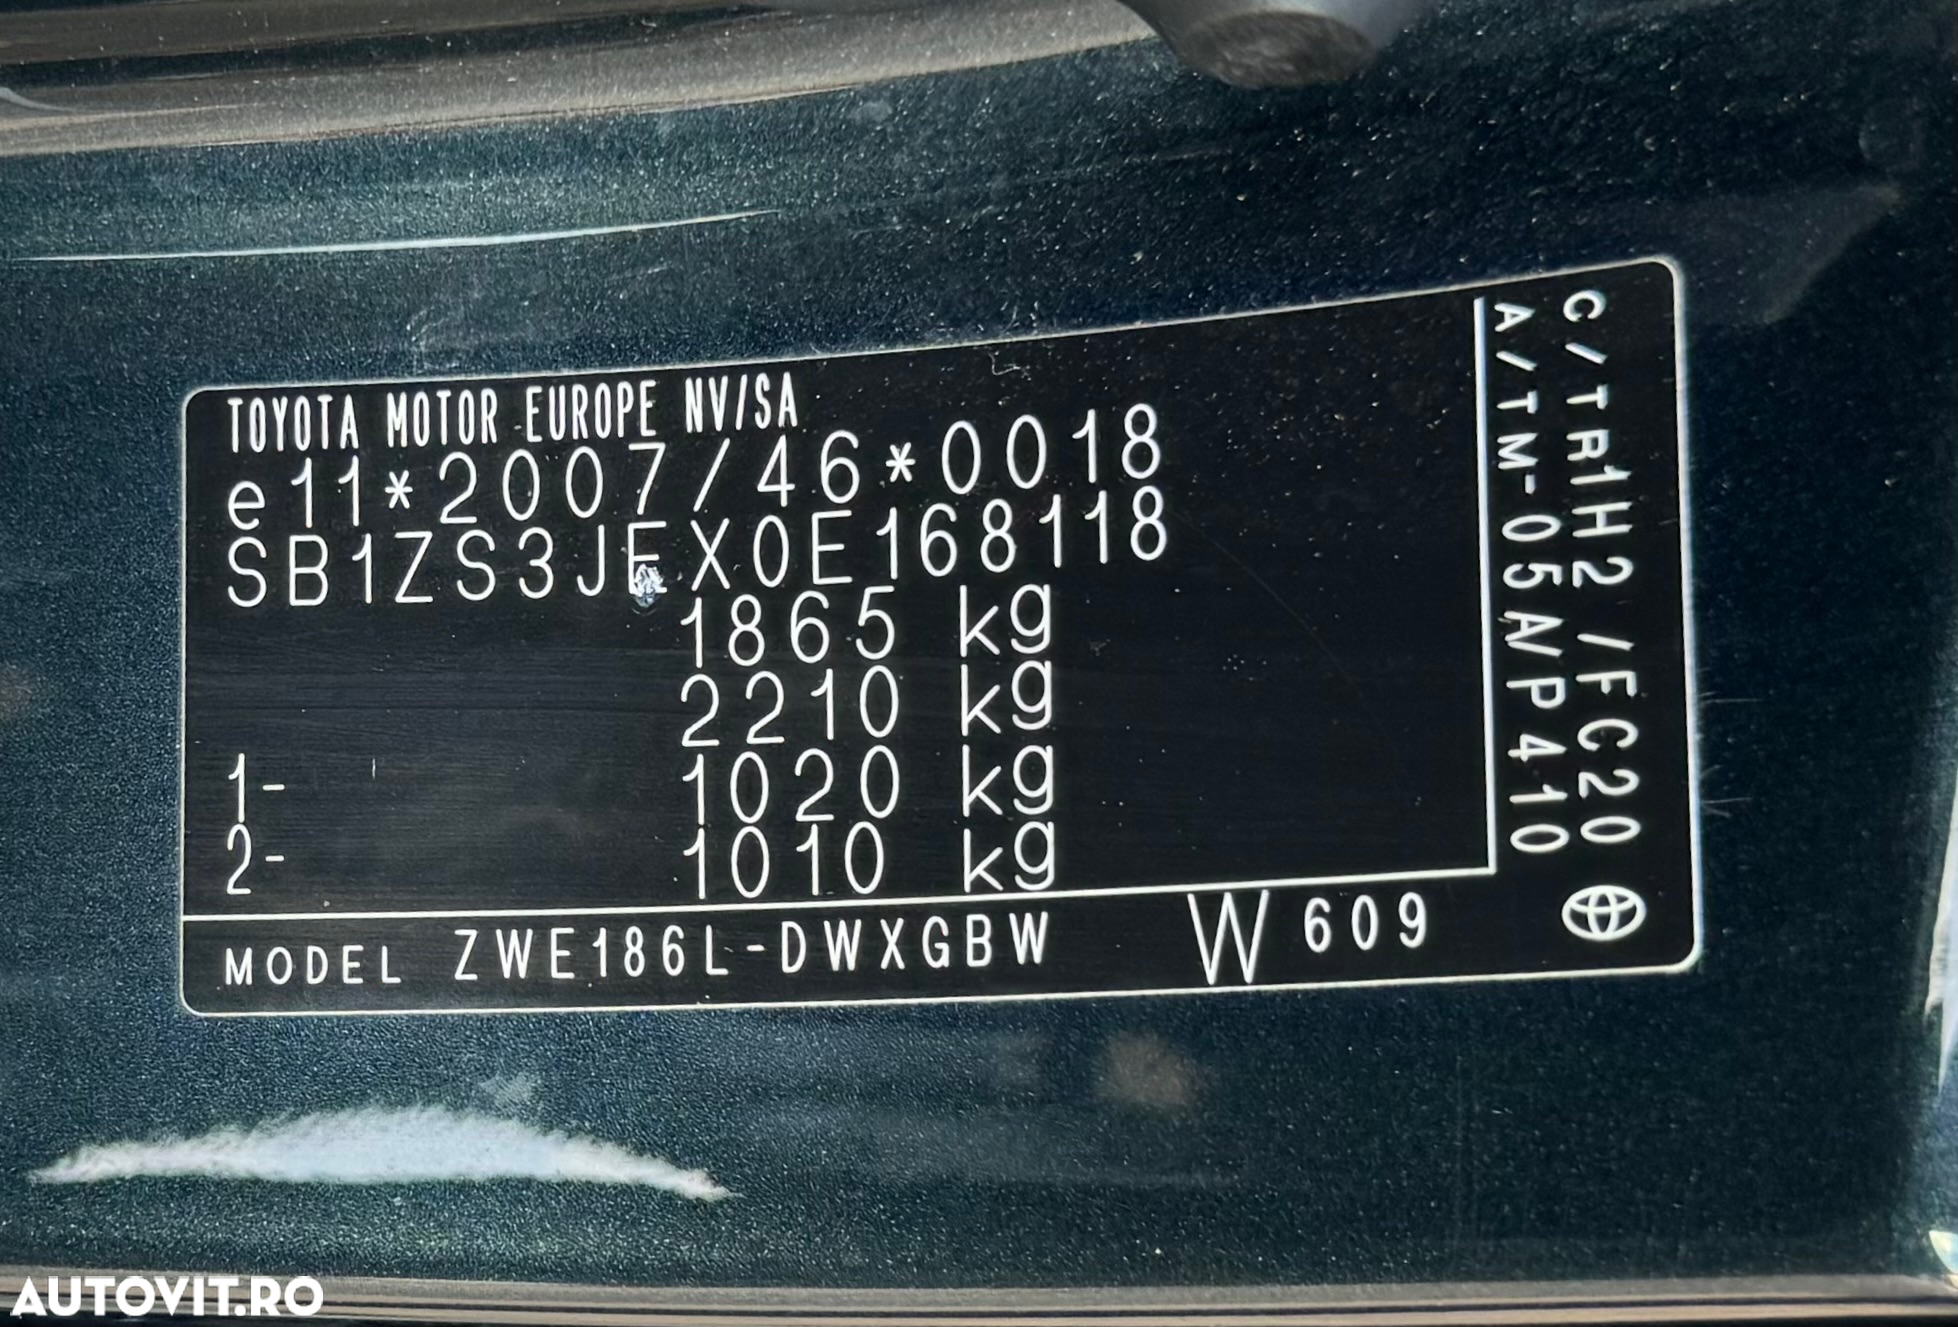 TOYOTA MOTOR EUROPE NV/SA
e11*2007/46*0018
SB1ZS3JEX0E168118
1865 kg
2210 kg
1- 1020 kg
2- 1010 kg
MODEL ZWE186L-DWXGBW W609
C/TR1H2/FC20
A/TM-05A/P410
AUTOVIT.RO